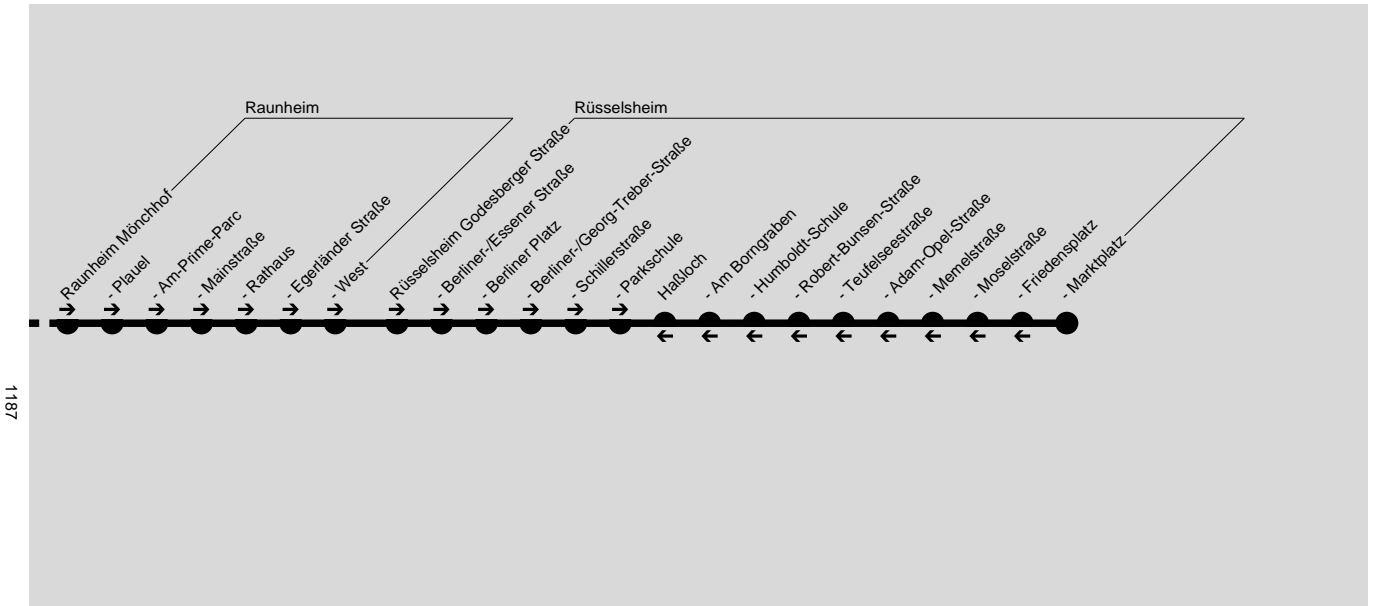 Raunheim
Rüsselsheim
Raunheim Mönchhof
- Plauel
- Am-Prime-Parc
- Mainstraße
- Rathaus
- Egerländer Straße
- West
Rüsselsheim Godesberger Straße
- Berliner-/Essener Straße
- Berliner Platz
- Berliner-/Georg-Treber-Straße
- Schillerstraße
- Parkschule
Haßloch
- Am Borngraben
- Humboldt-Schule
- Robert-Bunsen-Straße
- Teufelseestraße
- Adam-Opel-Straße
- Memelstraße
- Moselstraße
- Friedensplatz
- Marktplatz
1187